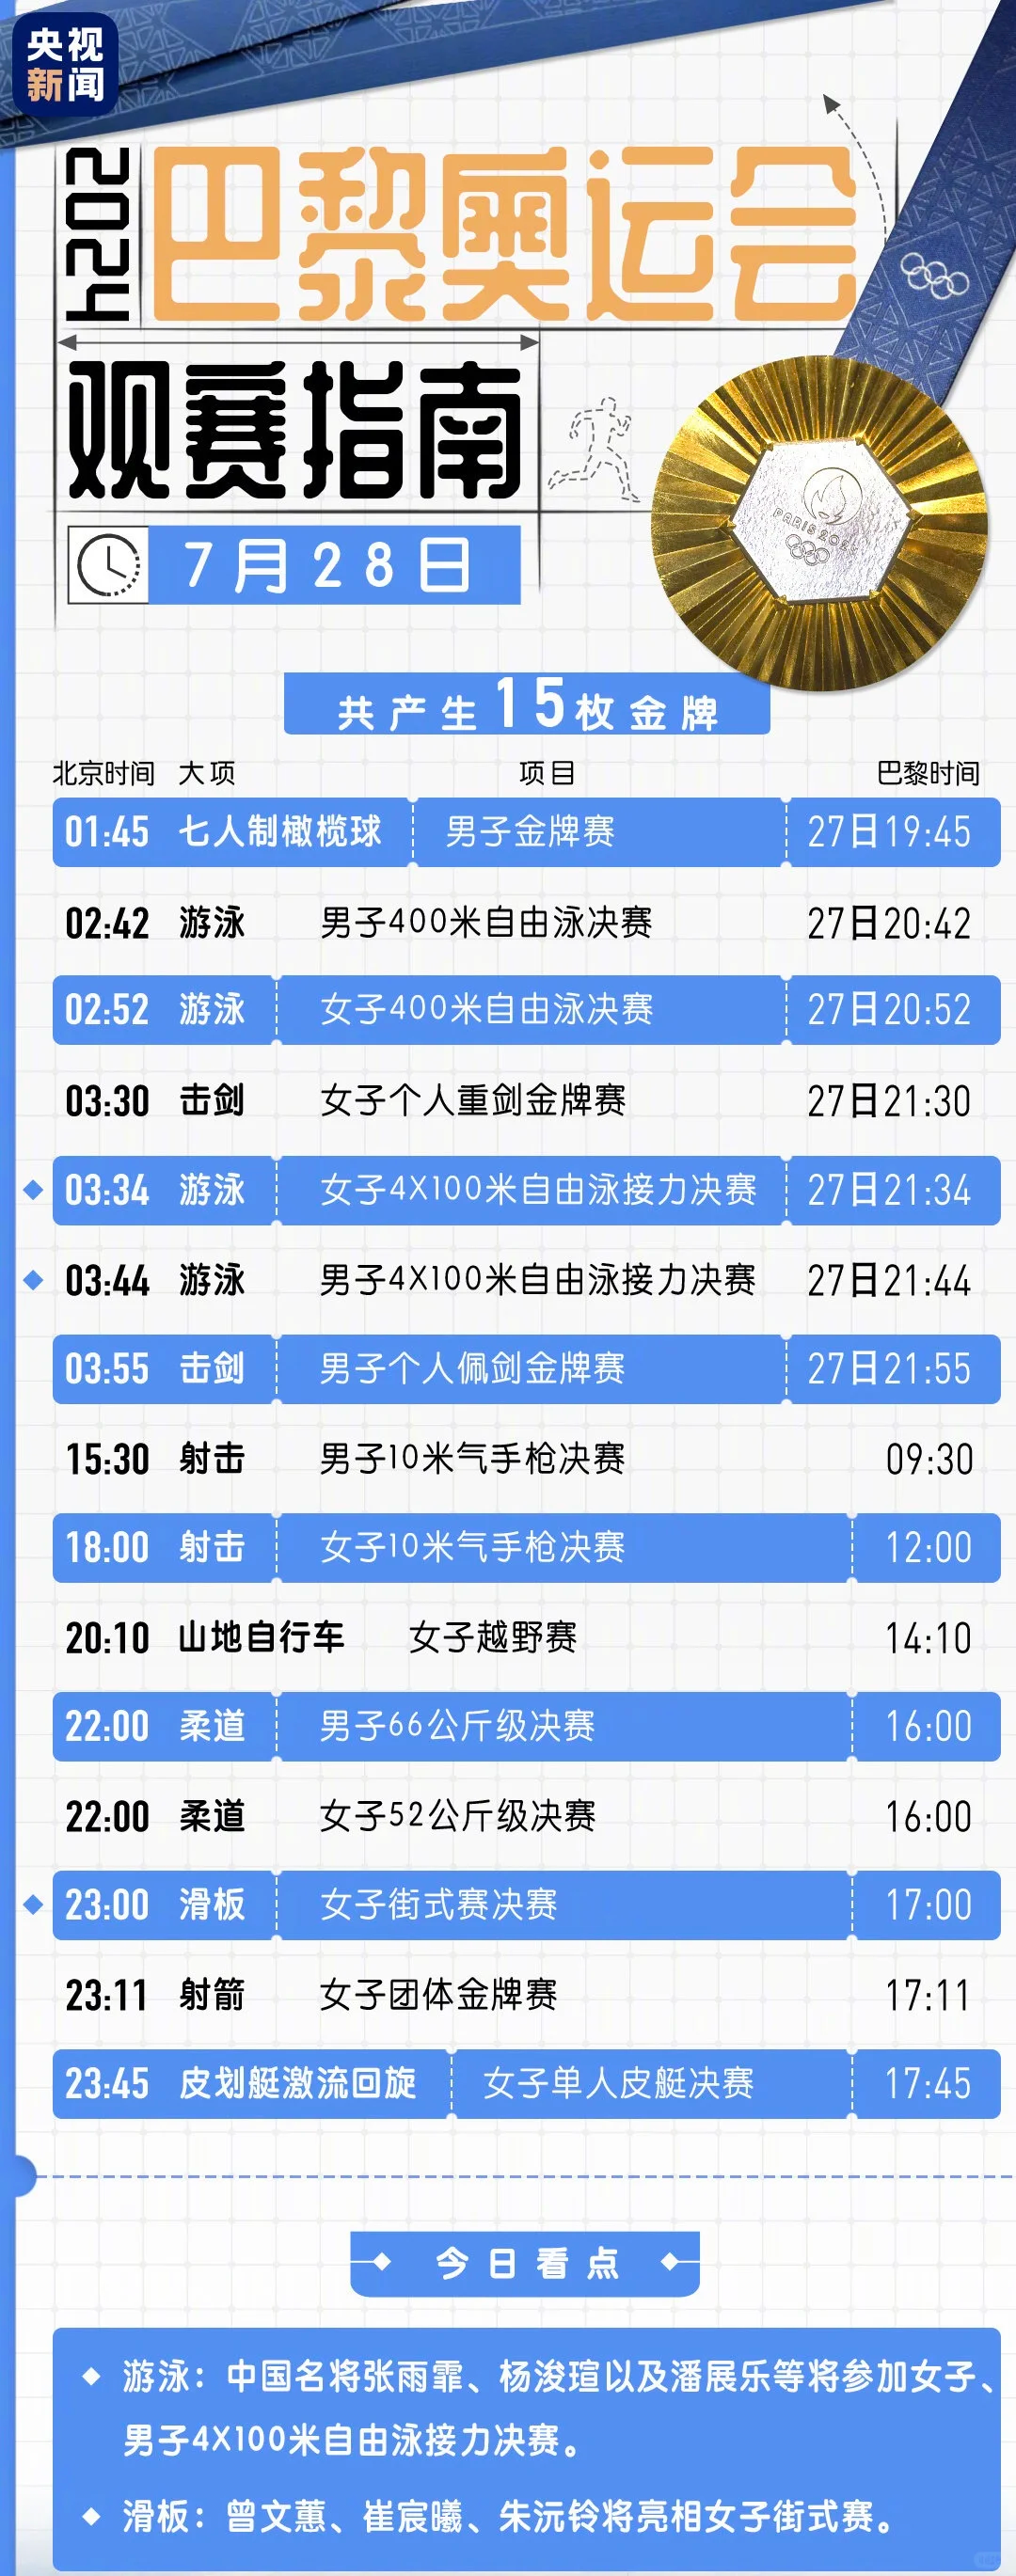 央视
新闻
2024
巴黎奥运会
观赛指南
PARIS 202
7月28日
共产生15枚金牌
北京时间 大项 项目 巴黎时间
01:45 七人制橄榄球 男子金牌赛 27日19:45
02:42 游泳 男子400米自由泳决赛 27日20:42
02:52 游泳 女子400米自由泳决赛 27日20:52
03:30 击剑 女子个人重剑金牌赛 27日21:30
03:34 游泳 女子4X100米自由泳接力决赛 27日21:34
03:44 游泳 男子4X100米自由泳接力决赛 27日21:44
03:55 击剑 男子个人佩剑金牌赛 27日21:55
15:30 射击 男子10米气手枪决赛 09:30
18:00 射击 女子10米气手枪决赛 12:00
20:10 山地自行车 女子越野赛 14:10
22:00 柔道 男子66公斤级决赛 16:00
22:00 柔道 女子52公斤级决赛 16:00
23:00 滑板 女子街式赛决赛 17:00
23:11 射箭 女子团体金牌赛 17:11
23:45 皮划艇激流回旋 女子单人皮艇决赛 17:45
今日看点
游泳：中国名将张雨霏、杨浚瑄以及潘展乐等将参加女子、
男子4X100米自由泳接力决赛。
滑板：曾文蕙、崔宸曦、朱沅铃将亮相女子街式赛。